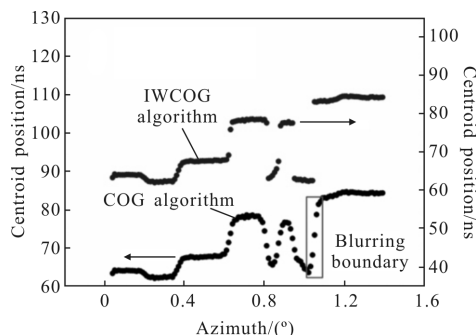 130
120
110
100
90
80
70
60
Centroid position/ns
100
90
80
70
60
50
40
Centroid position/ns
IWCOG
algorithm
COG algorithm
Blurring
boundary
0
0.4
0.8
1.2
1.6
Azimuth/(º)